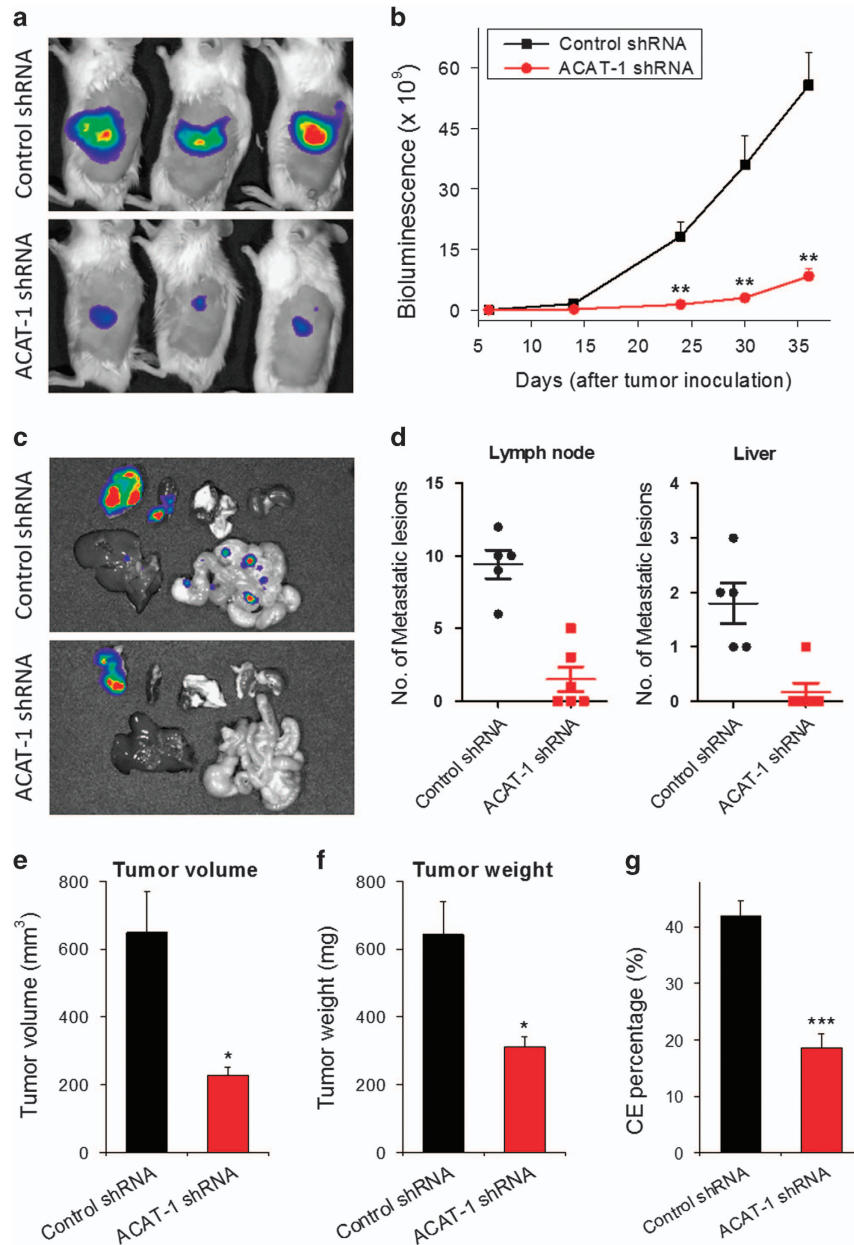 a
Control shRNA
ACAT-1 shRNA
b
Control shRNA
ACAT-1 shRNA
Bioluminescence (x 10⁹)
60
45
30
15
0
** ** **
5 10 15 20 25 30 35
Days (after tumor inoculation)
c
Control shRNA
ACAT-1 shRNA
d
Lymph node
No. of Metastatic lesions
15
10
5
0
Control shRNA
ACAT-1 shRNA
Liver
No. of Metastatic lesions
4
3
2
1
0
Control shRNA
ACAT-1 shRNA
e
Tumor volume
Tumor volume (mm³)
800
600
400
200
0
*
Control shRNA
ACAT-1 shRNA
f
Tumor weight
Tumor weight (mg)
800
600
400
200
0
*
Control shRNA
ACAT-1 shRNA
g
CE percentage (%)
40
30
20
10
0
***
Control shRNA
ACAT-1 shRNA